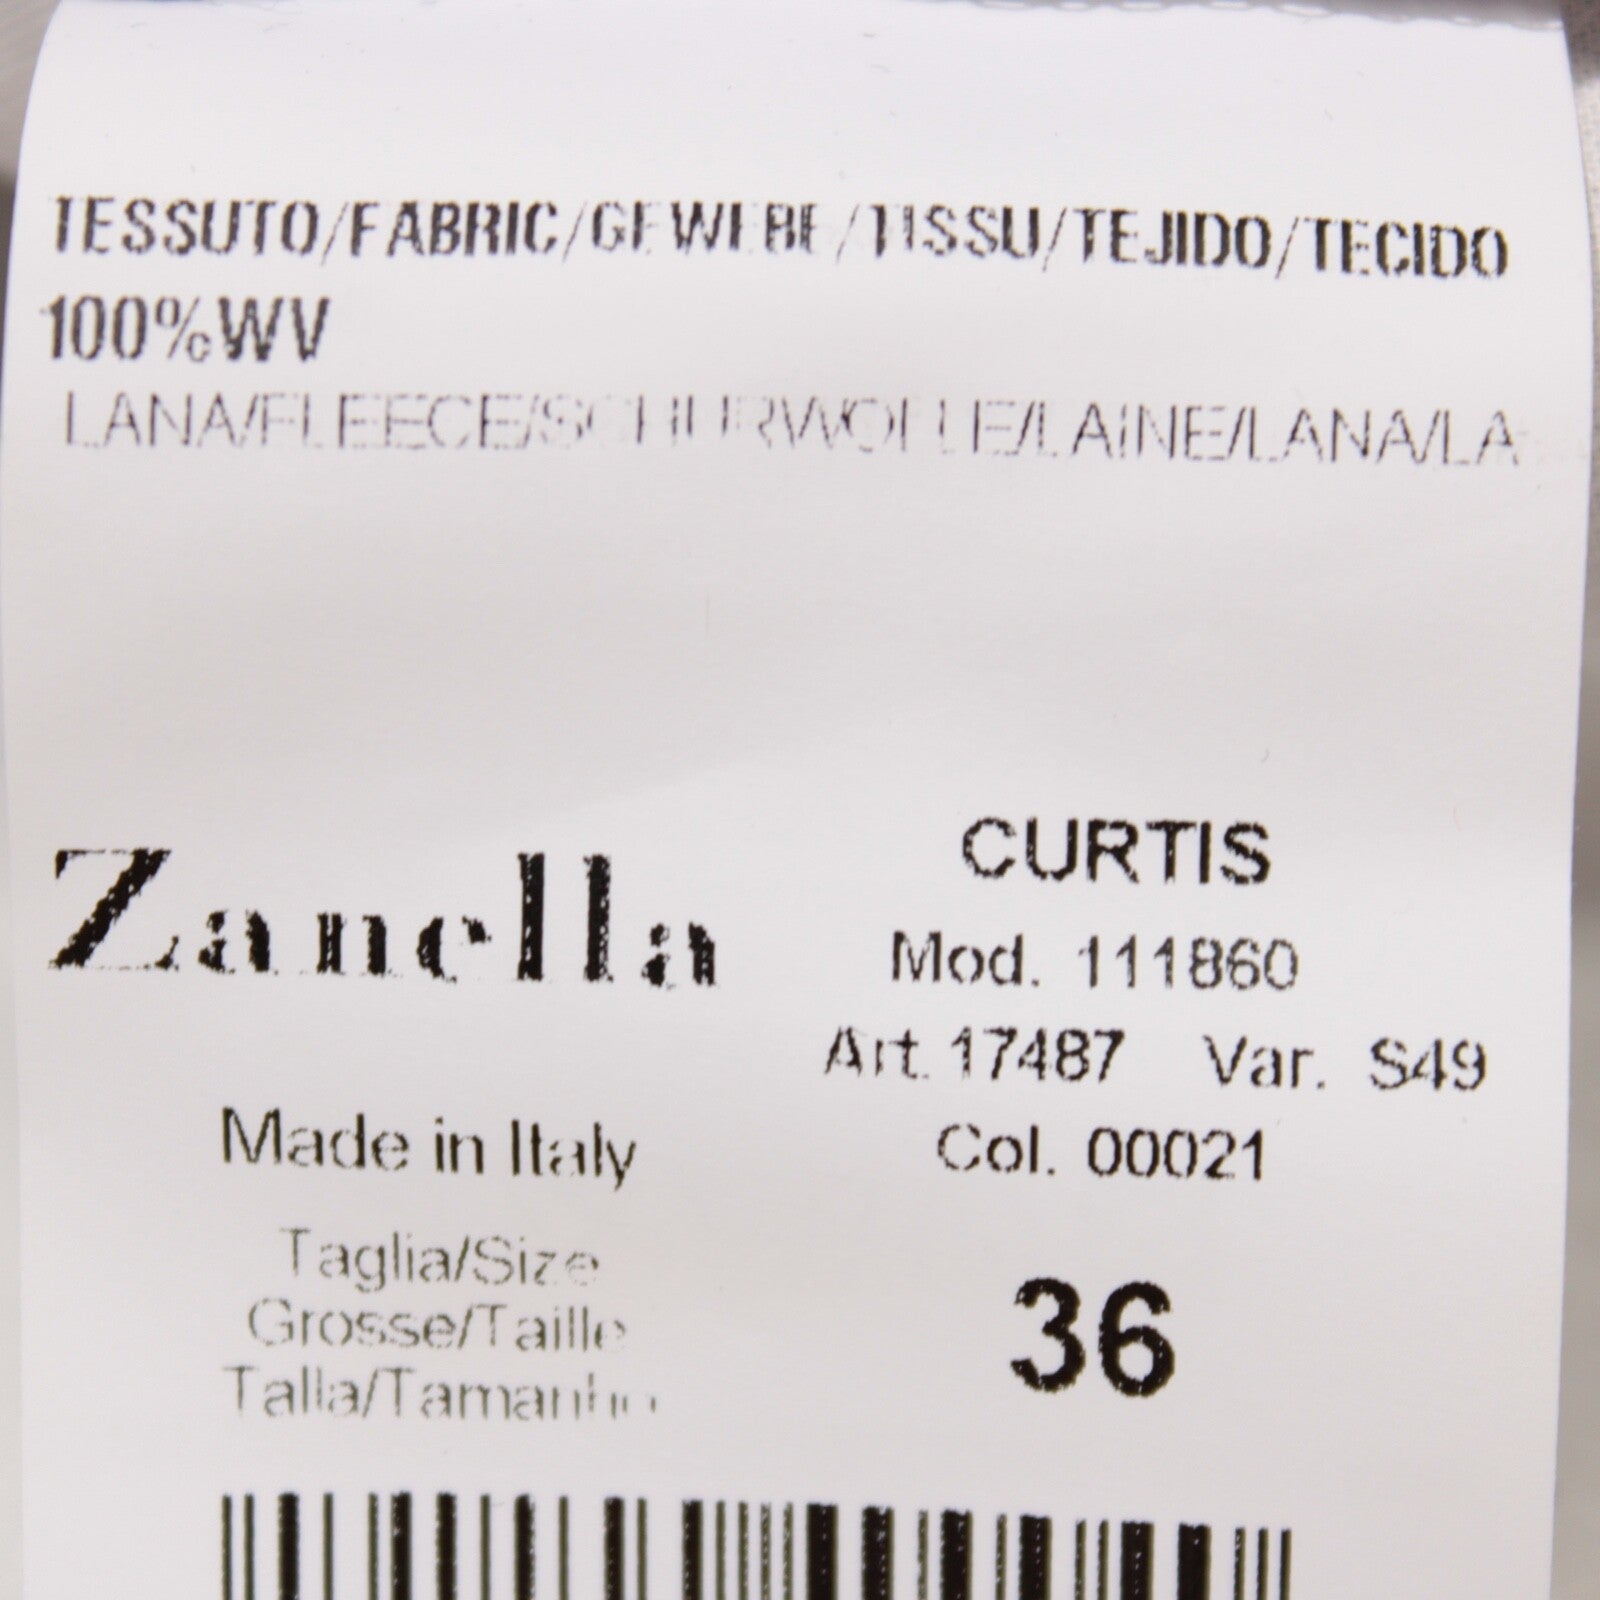 TESSUTO/FABRIC/GEWEBE/TISSU/TEJIDO/TECIDO
100%WV
LANA/FLEECE/SCHURWOLLE/LAINE/LANA/LA
Zanella
CURTIS
Mod. 111860
Art. 17487 Var. S49
Made in Italy
Col. 00021
Taglia/Size
Grosse/Taille
Talla/Tamanho
36